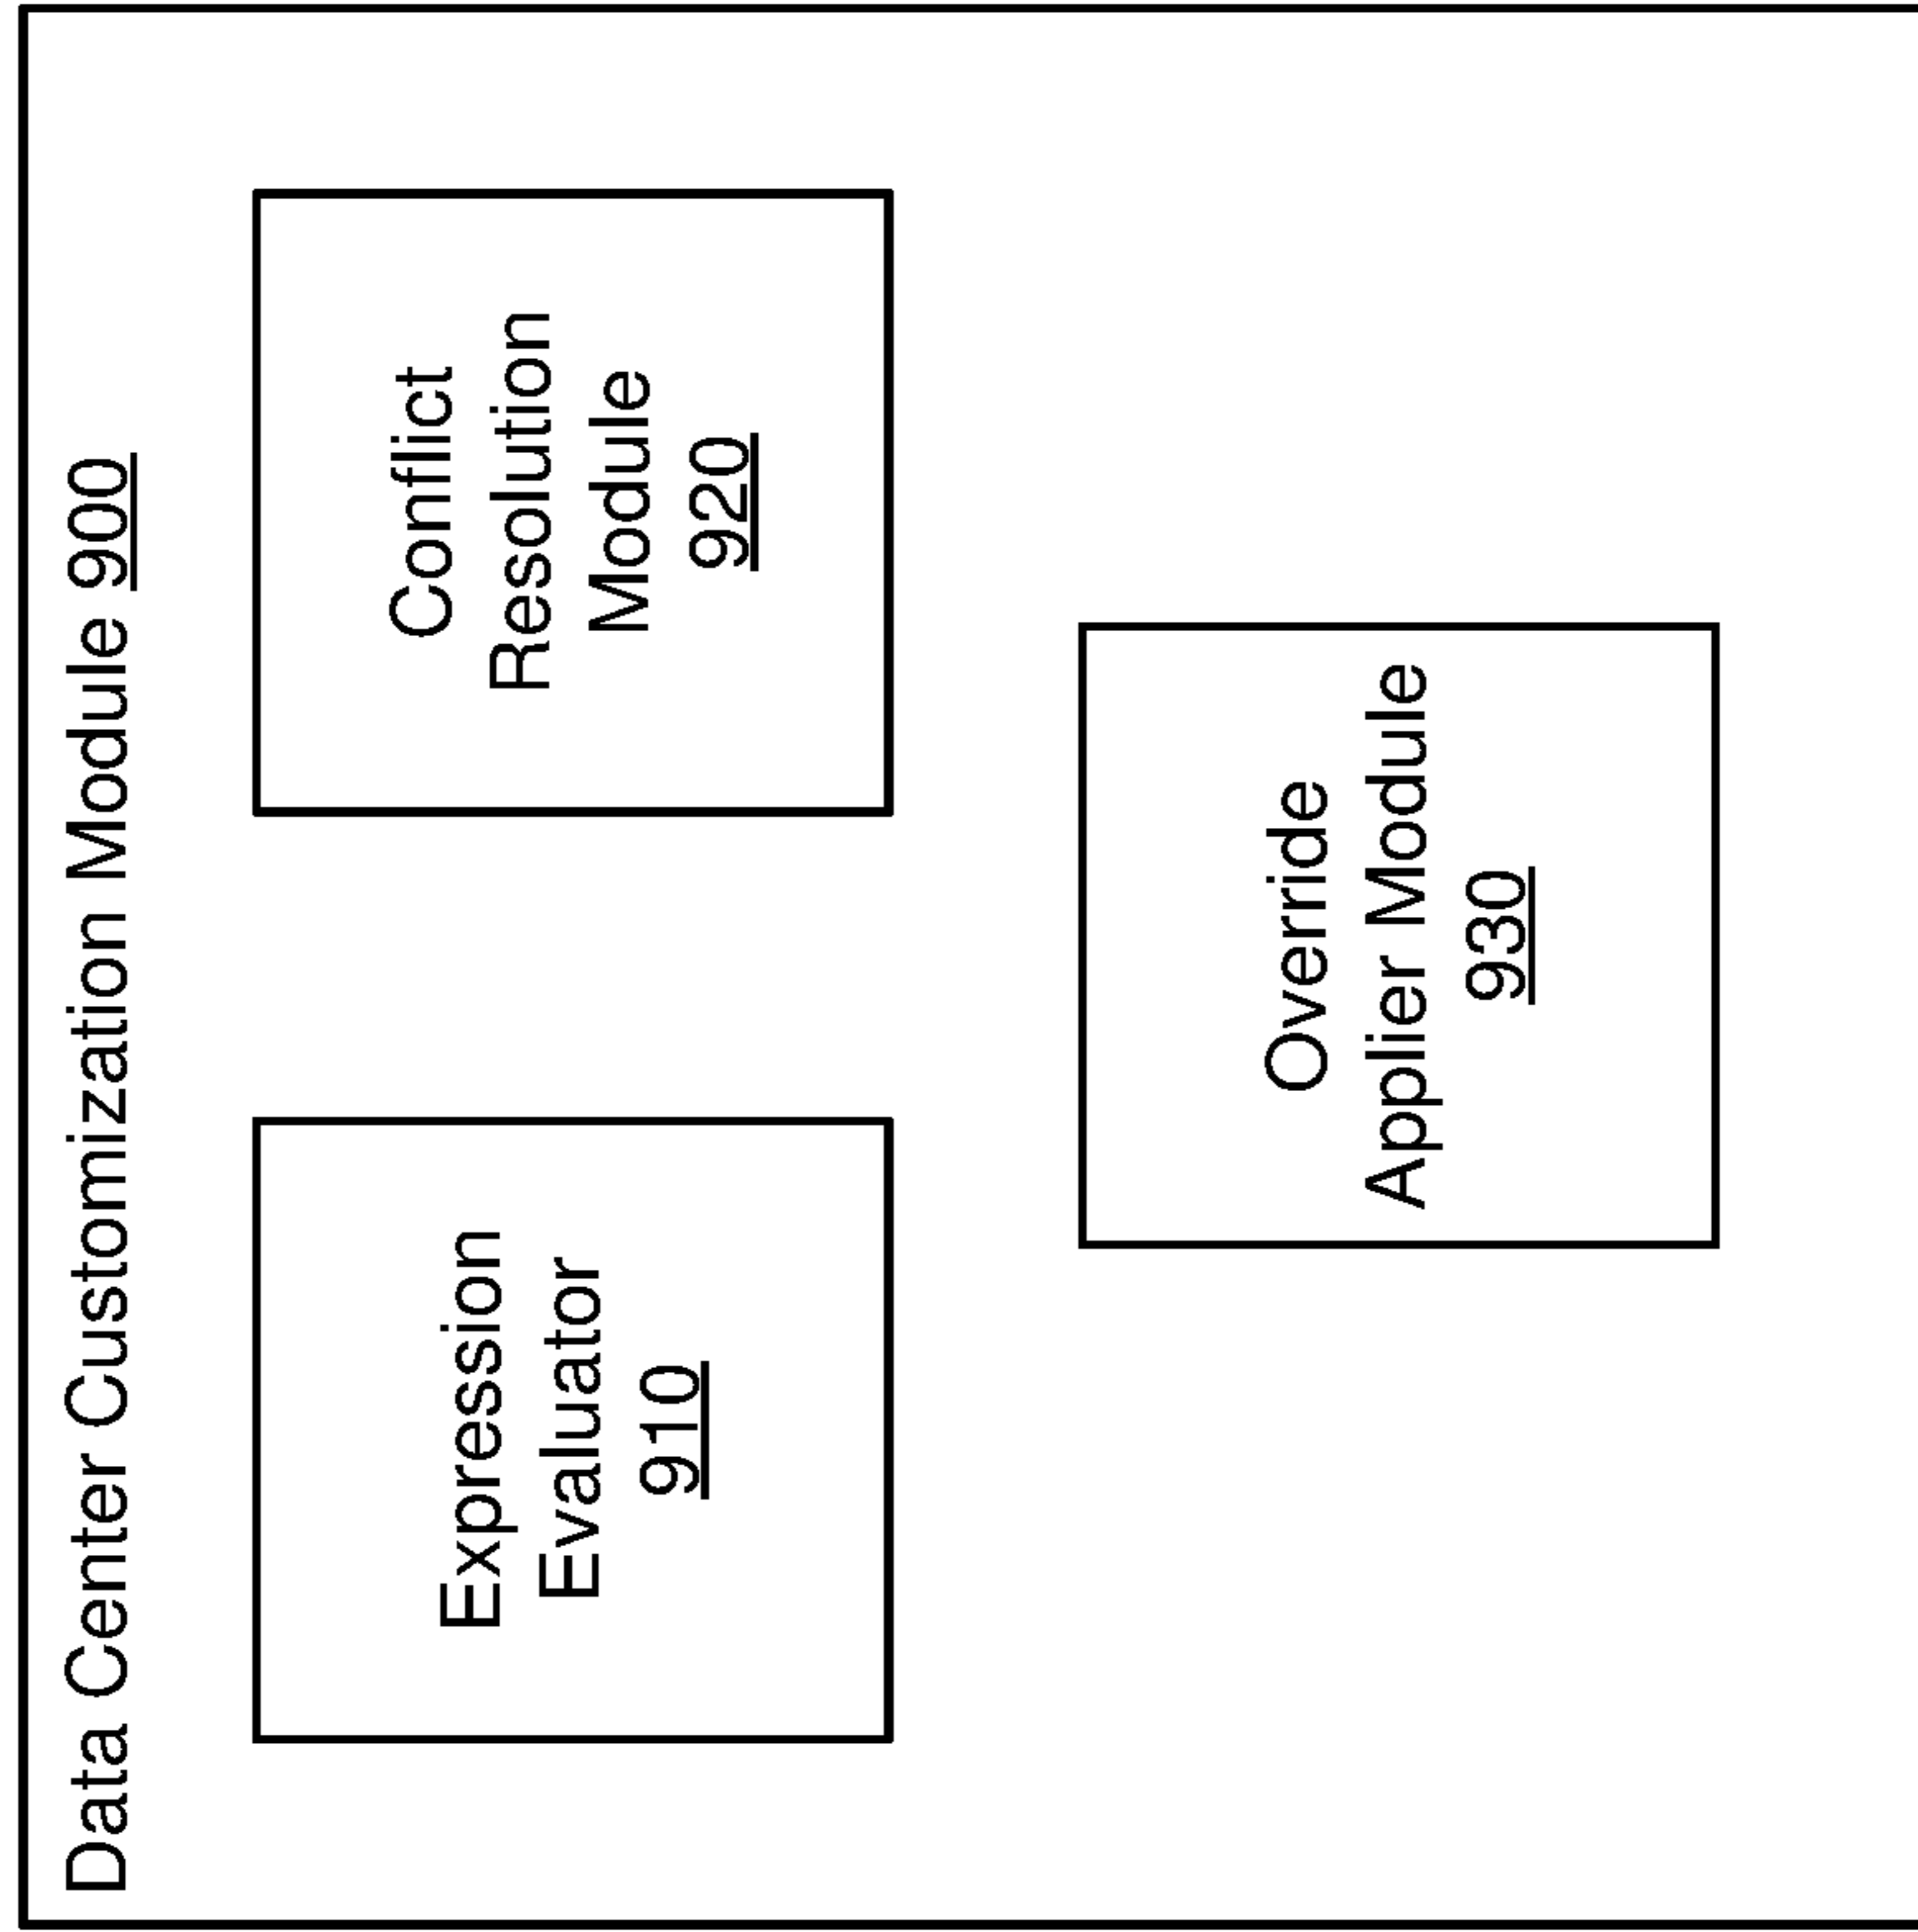 Data Center Customization Module 900
Expression
Evaluator
910
Conflict
Resolution
Module
920
Override
Applier Module
930